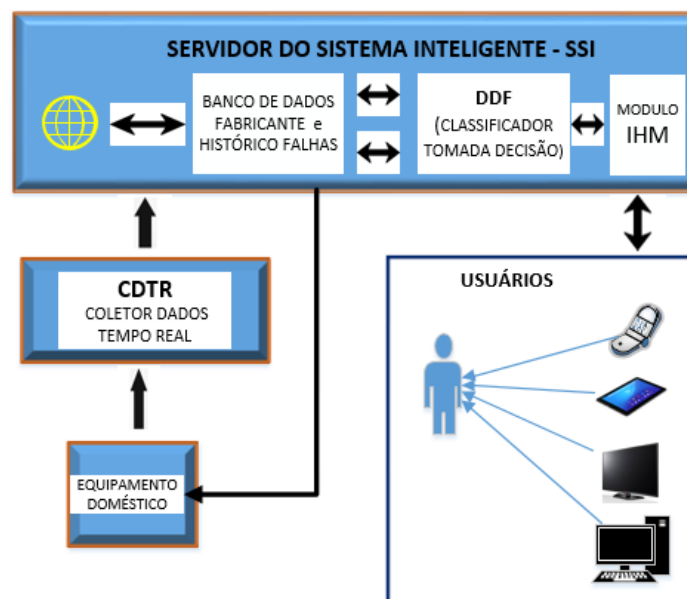 SERVIDOR DO SISTEMA INTELIGENTE - SSI
BANCO DE DADOS
FABRICANTE e
HISTÓRICO FALHAS
DDF
(CLASSIFICADOR
TOMADA DECISÃO)
MODULO
IHM
CDTR
COLETOR DADOS
TEMPO REAL
EQUIPAMENTO
DOMÉSTICO
USUÁRIOS